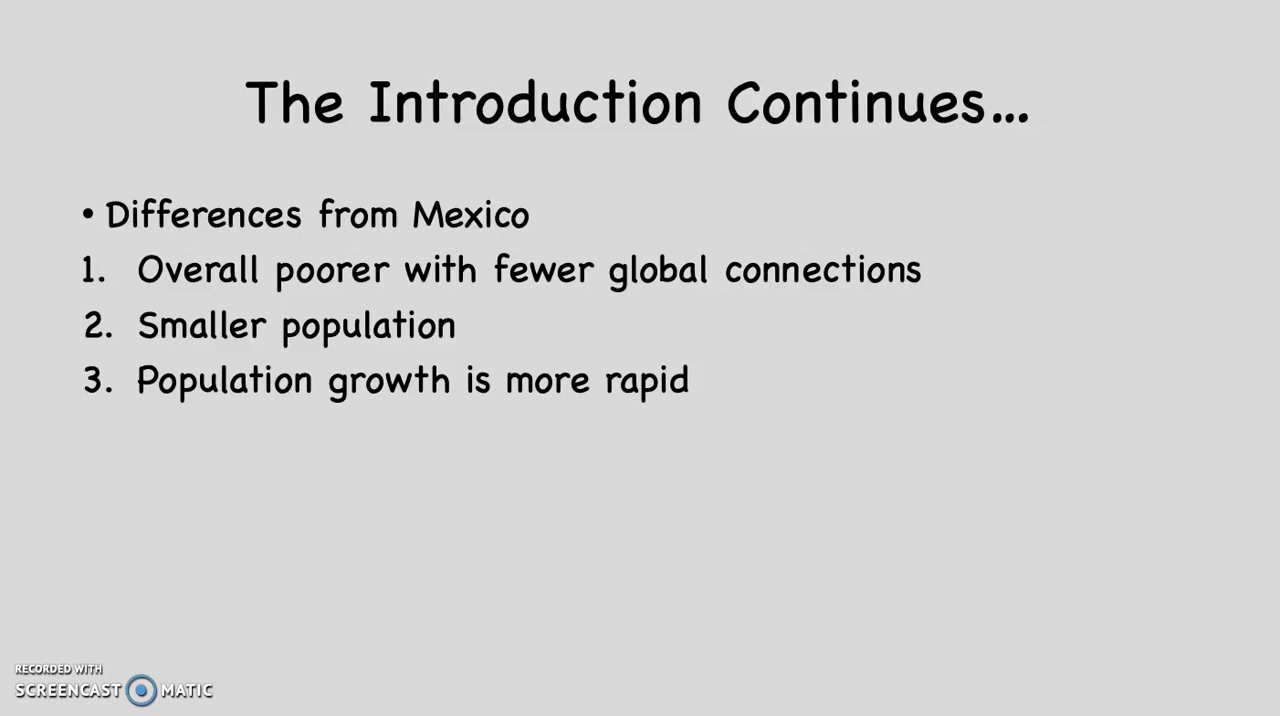 The Introduction Continues...
• Differences from Mexico
1. Overall poorer with fewer global connections
2. Smaller population
3. Population growth is more rapid
RECORDED WITH
SCREENCAST MATIC